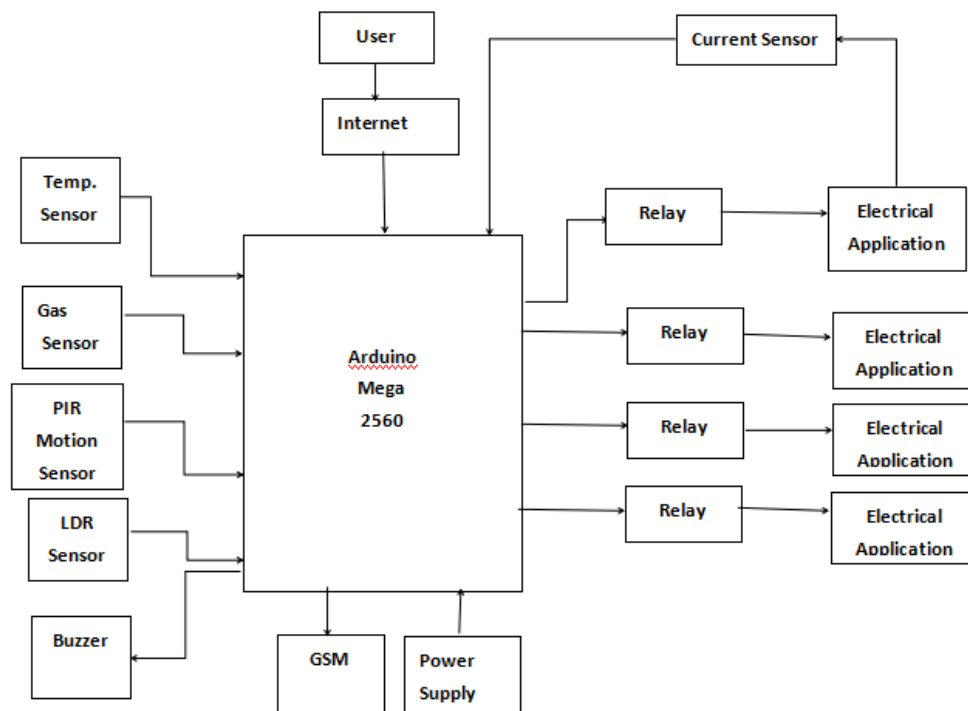 User
Current Sensor
Internet
Temp.
Sensor
Relay
Electrical
Application
Gas
Sensor
Relay
Electrical
Application
Arduino
Mega
2560
PIR
Motion
Sensor
Relay
Electrical
Application
LDR
Sensor
Relay
Electrical
Application
Buzzer
GSM
Power
Supply